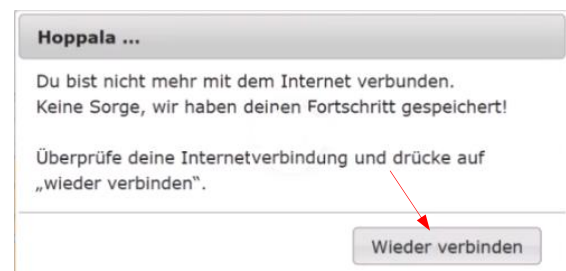 Hoppala ...
Du bist nicht mehr mit dem Internet verbunden.
Keine Sorge, wir haben deinen Fortschritt gespeichert!
Überprüfe deine Internetverbindung und drücke auf
„wieder verbinden“.
Wieder verbinden